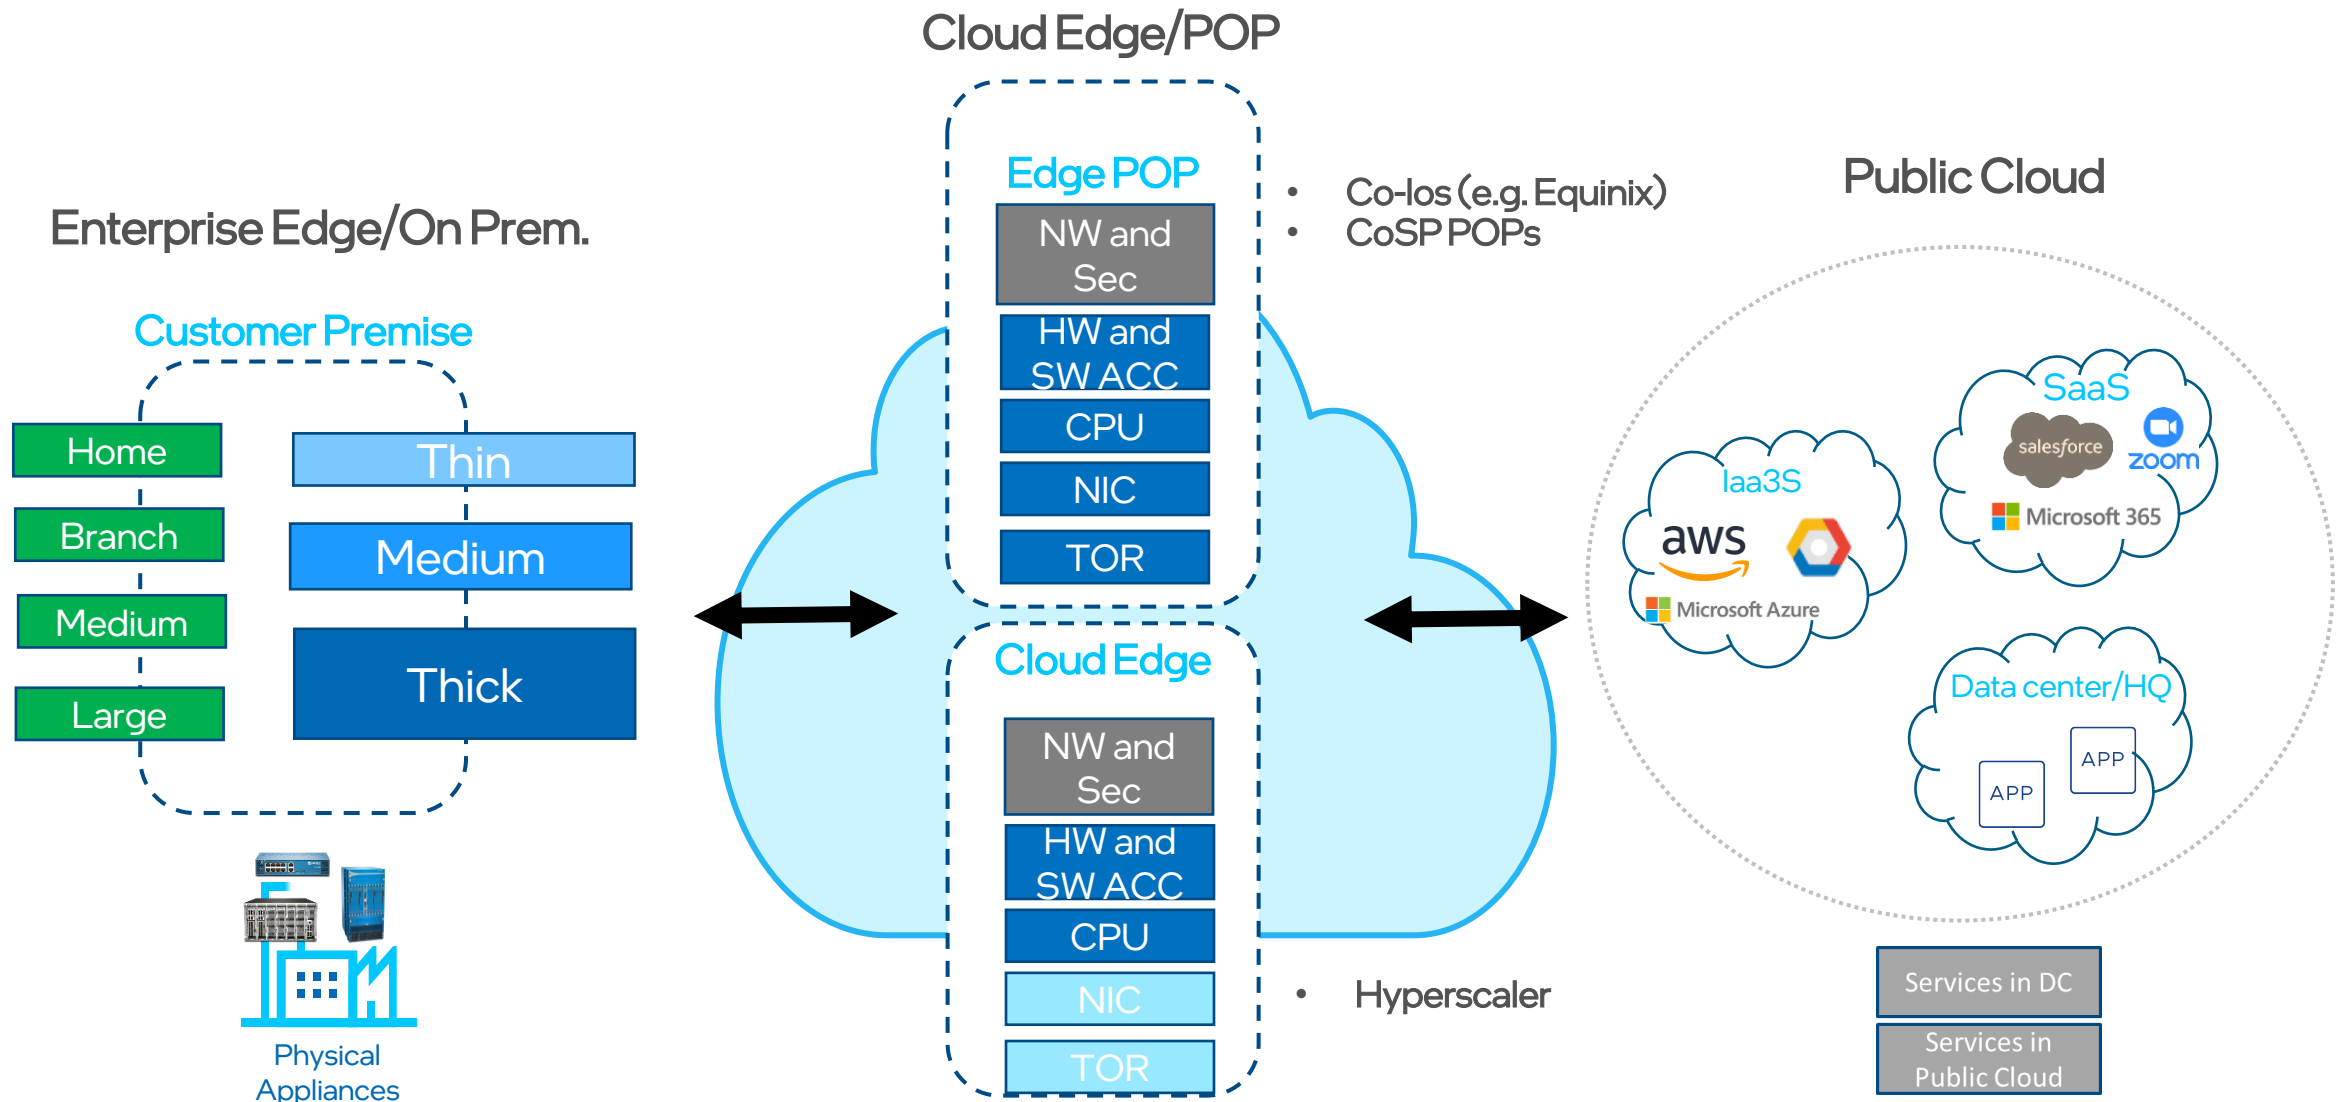 Cloud Edge/POP
Enterprise Edge/On Prem.
Customer Premise
Home
Branch
Medium
Large
Thin
Medium
Thick
Physical
Appliances
Edge POP
NW and
Sec
HW and
SW ACC
CPU
NIC
TOR
• Co-los (e.g. Equinix)
• CoSP POPs
Cloud Edge
NW and
Sec
HW and
SW ACC
CPU
NIC
TOR
• Hyperscaler
Public Cloud
SaaS
salesforce
zoom
Microsoft 365
Iaa3S
aws
Microsoft Azure
Data center/HQ
APP
APP
Services in DC
Services in
Public Cloud